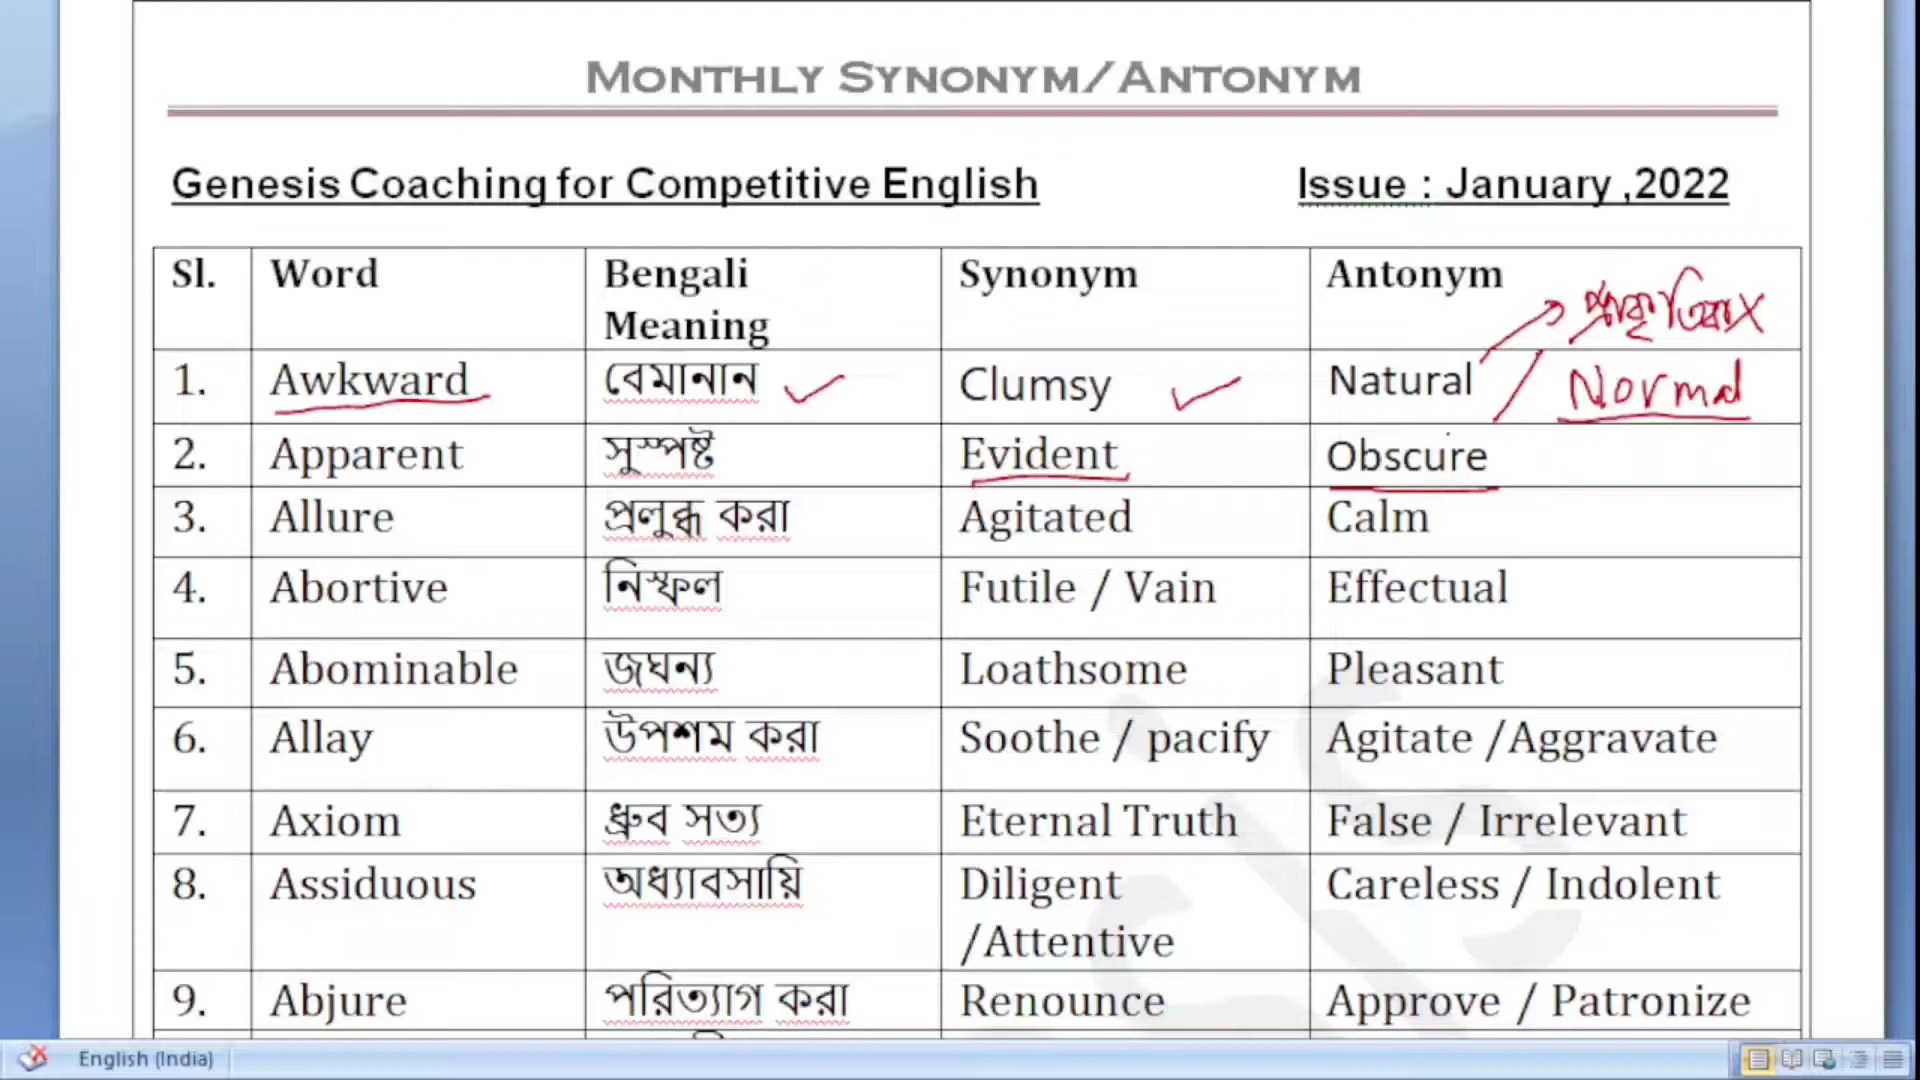 MONTHLY SYNONYM/ANTONYM
Genesis Coaching for Competitive English Issue : January ,2022
Sl. Word Bengali Meaning Synonym Antonym
1. Awkward বেমানান Clumsy Natural Normal
2. Apparent সুস্পষ্ট Evident Obscure
3. Allure প্রলুব্ধ করা Agitated Calm
4. Abortive নিস্ফল Futile / Vain Effectual
5. Abominable জঘন্য Loathsome Pleasant
6. Allay উপশম করা Soothe / pacify Agitate /Aggravate
7. Axiom ধ্রুব সত্য Eternal Truth False / Irrelevant
8. Assiduous অধ্যাবসায়ি Diligent /Attentive Careless / Indolent
9. Abjure পরিত্যাগ করা Renounce Approve / Patronize
English (India)